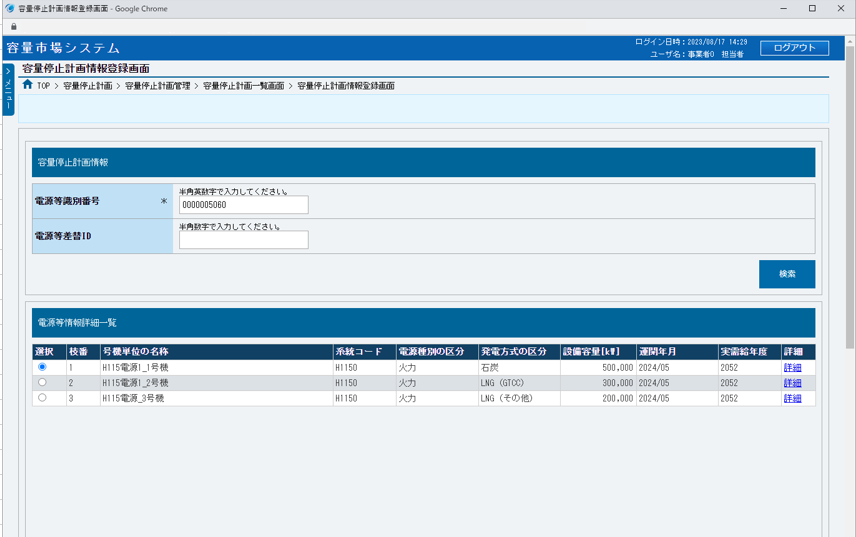 容量停止計画情報登録画面 - Google Chrome
容量市場システム
ログイン日時：2023/08/17 14:29
ユーザ名：事業者0 担当者
ログアウト
メニュー
容量停止計画情報登録画面
TOP > 容量停止計画 > 容量停止計画管理 > 容量停止計画一覧画面 > 容量停止計画情報登録画面
容量停止計画情報
電源等識別番号 *
半角英数字で入力してください。
0000005060
電源等差替ID
半角数字で入力してください。
検索
電源等情報詳細一覧
選択 枝番 号機単位の名称 系統コード 電源種別の区分 発電方式の区分 設備容量[kW] 運開年月 実需給年度 詳細
1 H115電源1_1号機 H1150 火力 石炭 500,000 2024/05 2052 詳細
2 H115電源1_2号機 H1150 火力 LNG（GTCC） 300,000 2024/05 2052 詳細
3 H115電源_3号機 H1150 火力 LNG（その他） 200,000 2024/05 2052 詳細